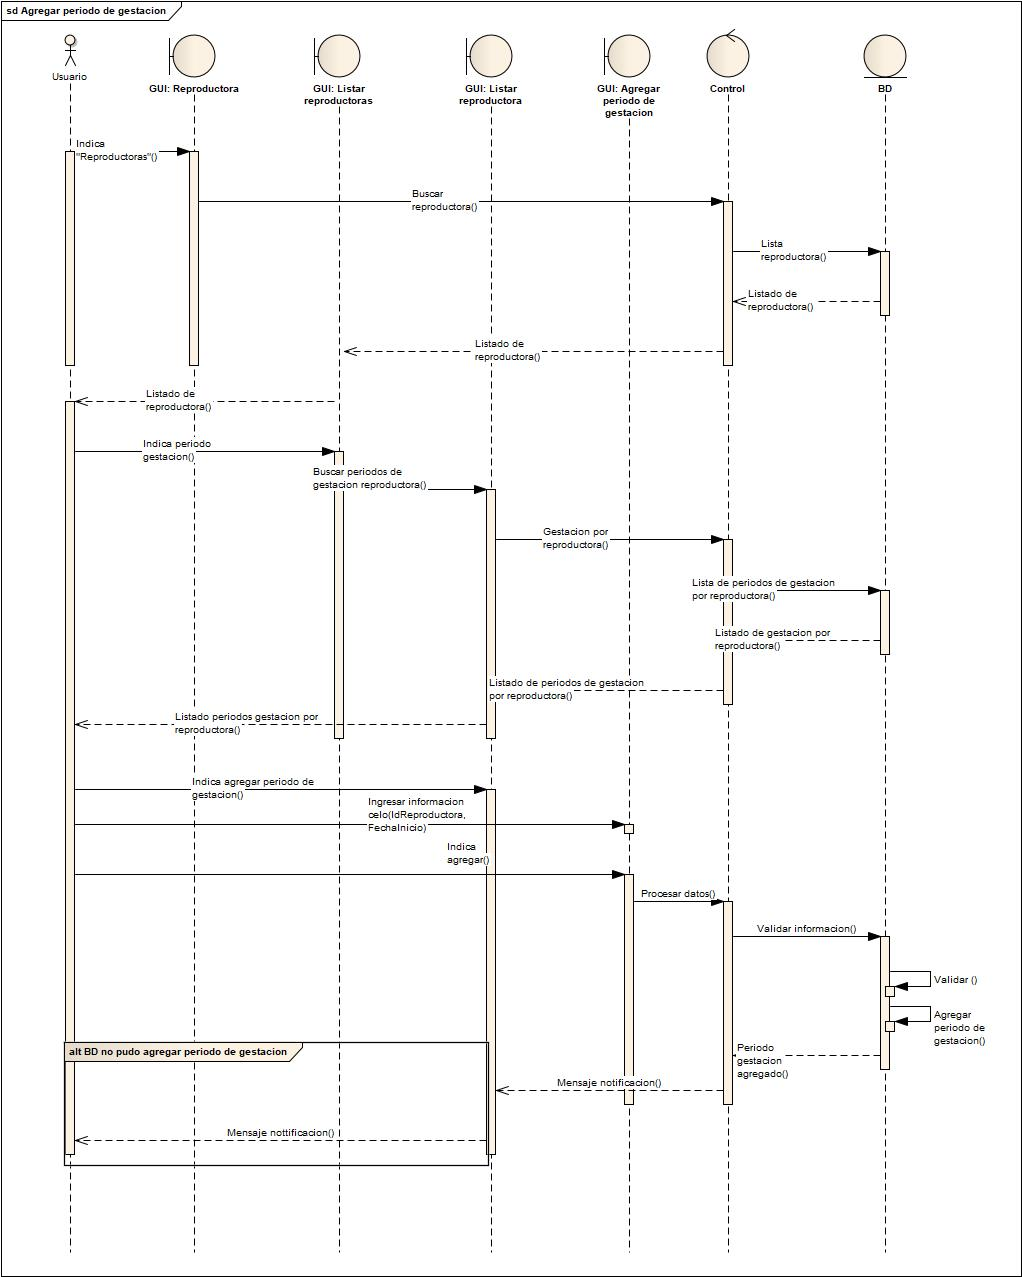 sd Agregar periodo de gestacion
Usuario
GUI: Reproductora
GUI: Listar
reproductoras
GUI: Listar
reproductora
GUI: Agregar
periodo de
gestacion
Control
BD
Indica
"Reproductoras"()
Buscar
reproductora()
Lista
reproductora()
Listado de
reproductora()
Listado de
reproductora()
Listado de
reproductora()
Indica periodo
gestacion()
Buscar periodos de
gestacion reproductora()
Gestacion por
reproductora()
Lista de periodos de gestacion
por reproductora()
Listado de gestacion por
reproductora()
Listado de periodos de gestacion
por reproductora()
Listado periodos gestacion por
reproductora()
Indica agregar periodo de
gestacion()
Ingresar informacion
celo(IdReproductora,
FechaInicio)
Indica
agregar()
Procesar datos()
Validar informacion()
Validar ()
Agregar
periodo de
gestacion()
alt BD no pudo agregar periodo de gestacion
Periodo
gestacion
agregado()
Mensaje notificacion()
Mensaje nottificacion()